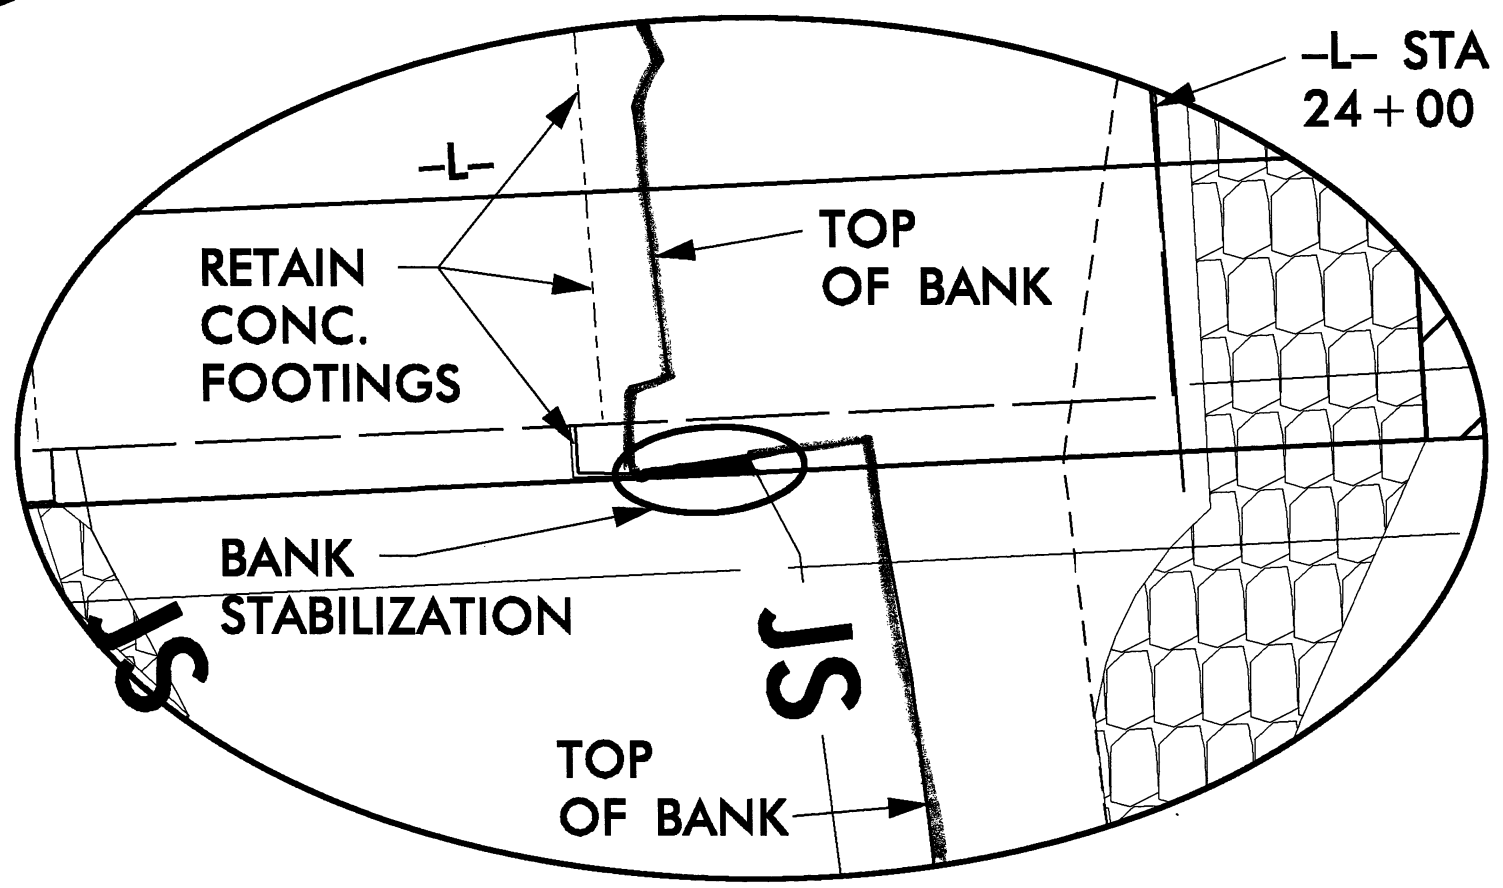 –L– STA
24+00
–L–
TOP
OF BANK
RETAIN
CONC.
FOOTINGS
BANK
STABILIZATION
JS
JS
TOP
OF BANK